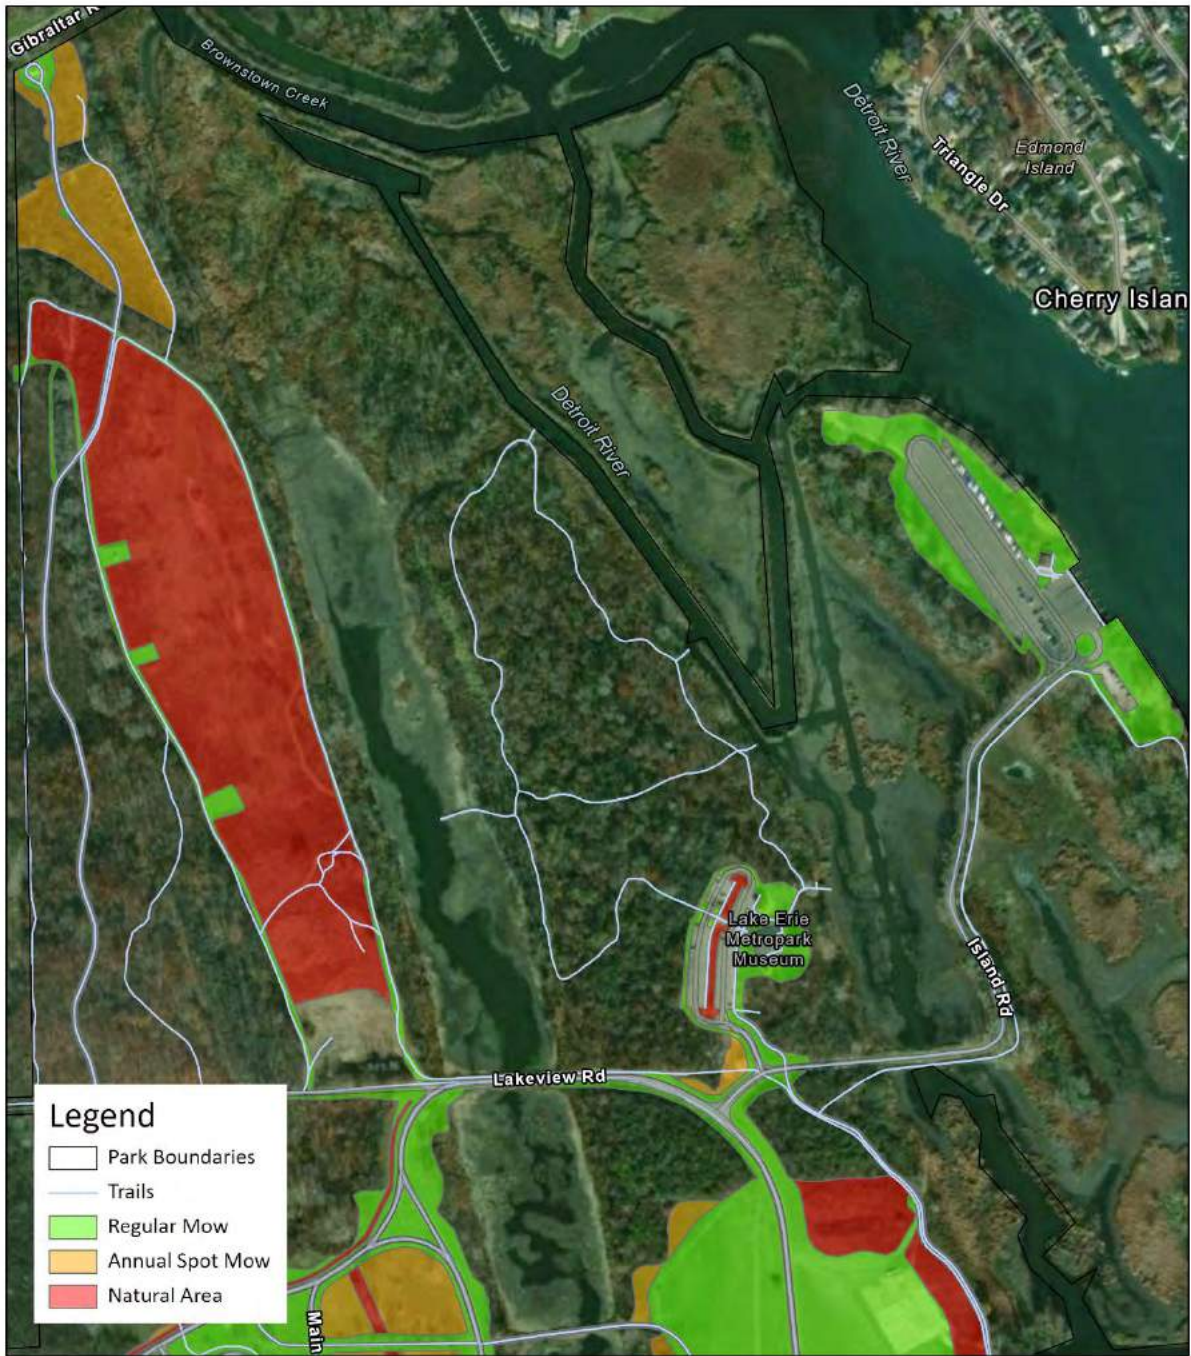 Gibraltar R
Brownstown Creek
Detroit River
Triangle Dr
Edmond
Island
Cherry Islan
Detroit River
Lake Erie
Metropark
Museum
Island Rd
Lakeview Rd
Legend
Park Boundaries
Trails
Regular Mow
Annual Spot Mow
Natural Area
Main